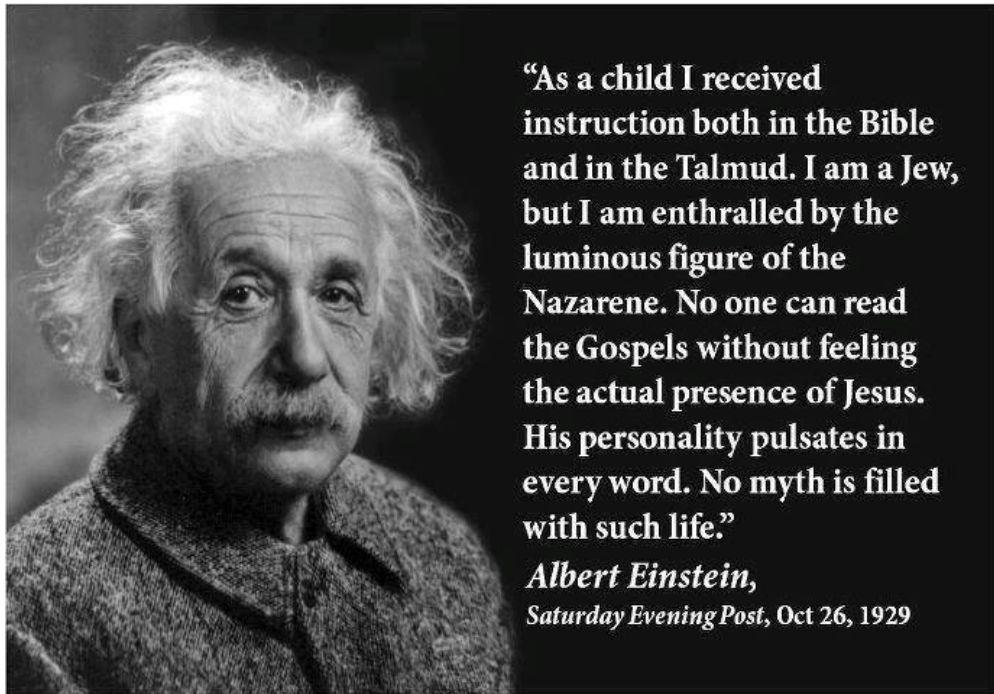 “As a child I received
instruction both in the Bible
and in the Talmud. I am a Jew,
but I am enthralled by the
luminous figure of the
Nazarene. No one can read
the Gospels without feeling
the actual presence of Jesus.
His personality pulsates in
every word. No myth is filled
with such life.”
Albert Einstein,
Saturday Evening Post, Oct 26, 1929